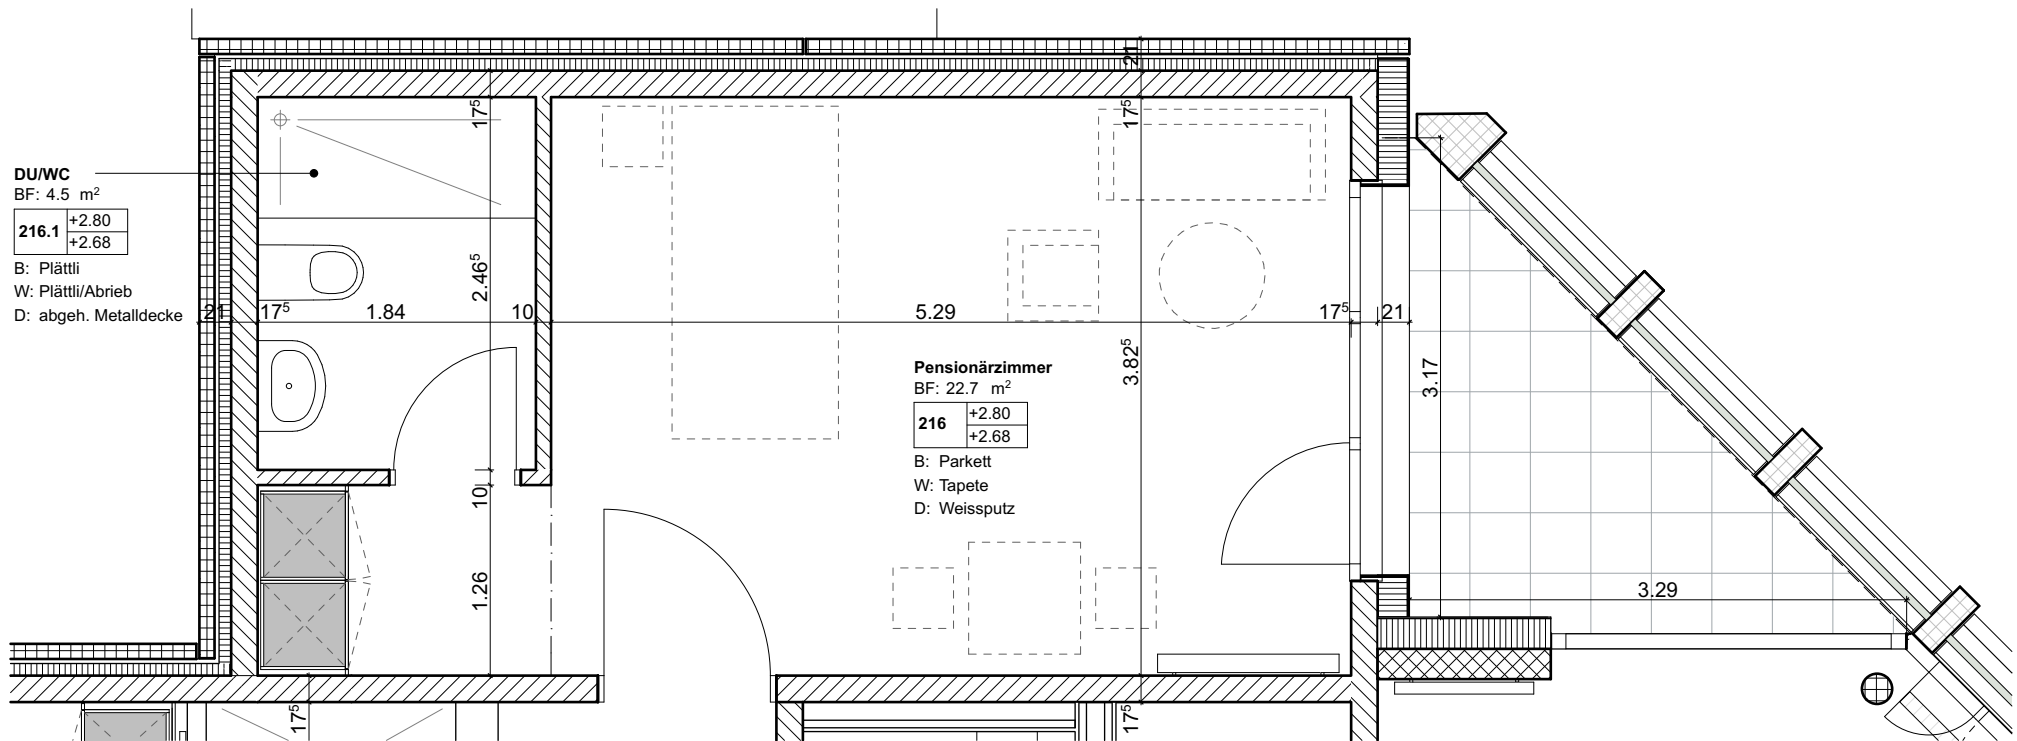 DU/WC
BF: 4.5 m²
216.1
+2.80
+2.68
B: Plättli
W: Plättli/Abrieb
D: abgeh. Metalldecke
21
17⁵
1.84
10
5.29
17⁵
21
17⁵
2.46⁵
10
1.26
17⁵
21
17⁵
3.82⁵
17⁵
Pensionärzimmer
BF: 22.7 m²
216
+2.80
+2.68
B: Parkett
W: Tapete
D: Weissputz
3.17
3.29